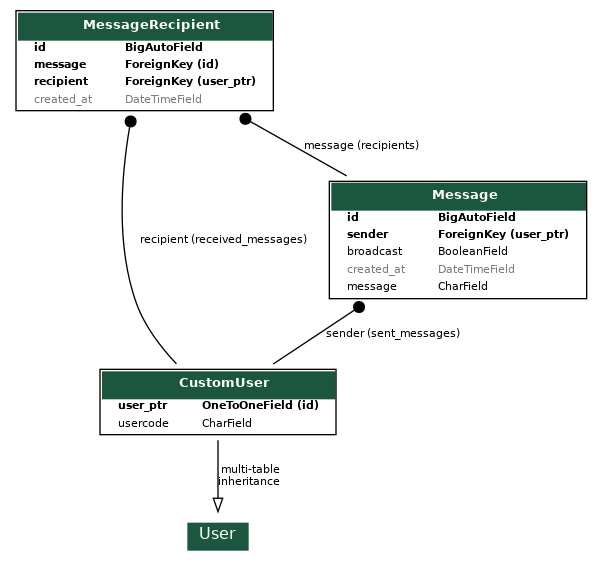 MessageRecipient
id BigAutoField
message ForeignKey (id)
recipient ForeignKey (user_ptr)
created_at DateTimeField
message (recipients)
Message
id BigAutoField
sender ForeignKey (user_ptr)
broadcast BooleanField
created_at DateTimeField
message CharField
recipient (received_messages)
sender (sent_messages)
CustomUser
user_ptr OneToOneField (id)
usercode CharField
multi-table
inheritance
User